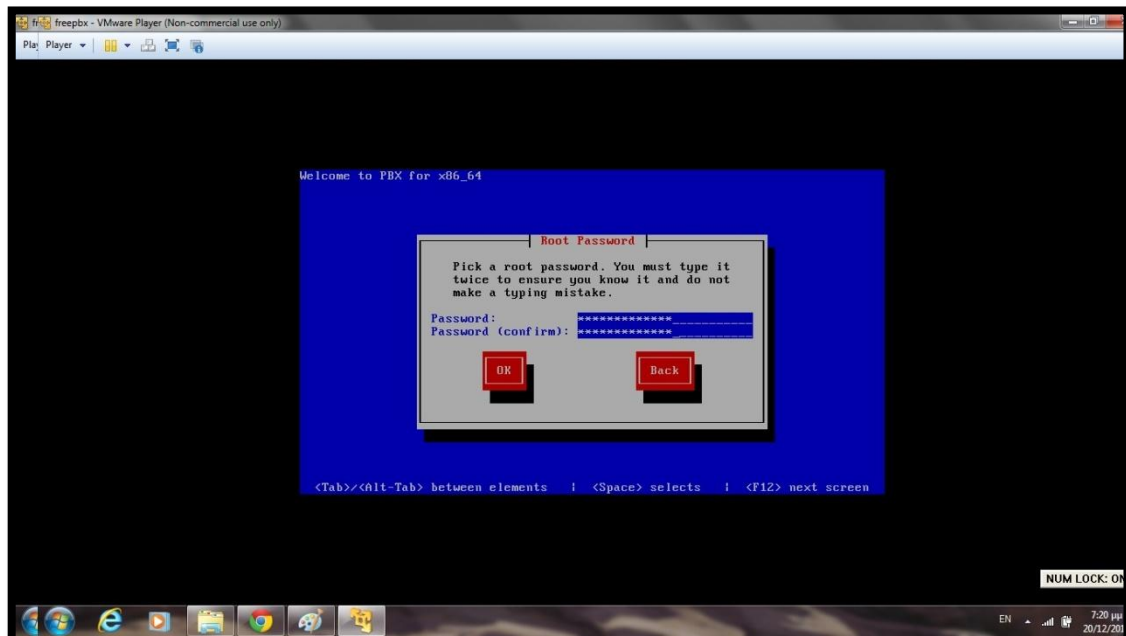 freepbx - VMware Player (Non-commercial use only)
Player
Welcome to PBX for x86_64
Root Password
Pick a root password. You must type it
twice to ensure you know it and do not
make a typing mistake.
Password: *************
Password (confirm): *************
OK Back
<Tab>/<Alt-Tab> between elements | <Space> selects | <F12> next screen
NUM LOCK: ON
EN 7:20 μμ
20/12/201